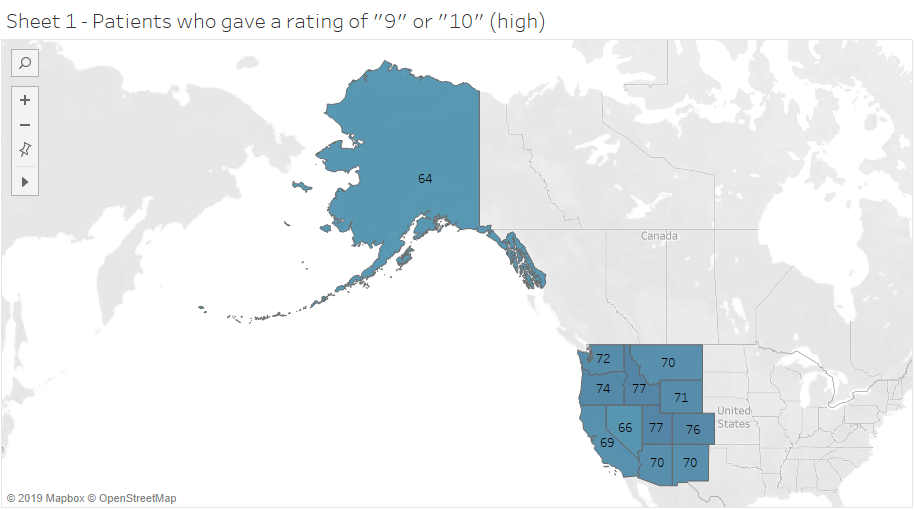 Sheet 1 - Patients who gave a rating of "9" or "10" (high)
64
Canada
72
70
74
77
71
United
States
66
77
76
69
70
70
© 2019 Mapbox © OpenStreetMap